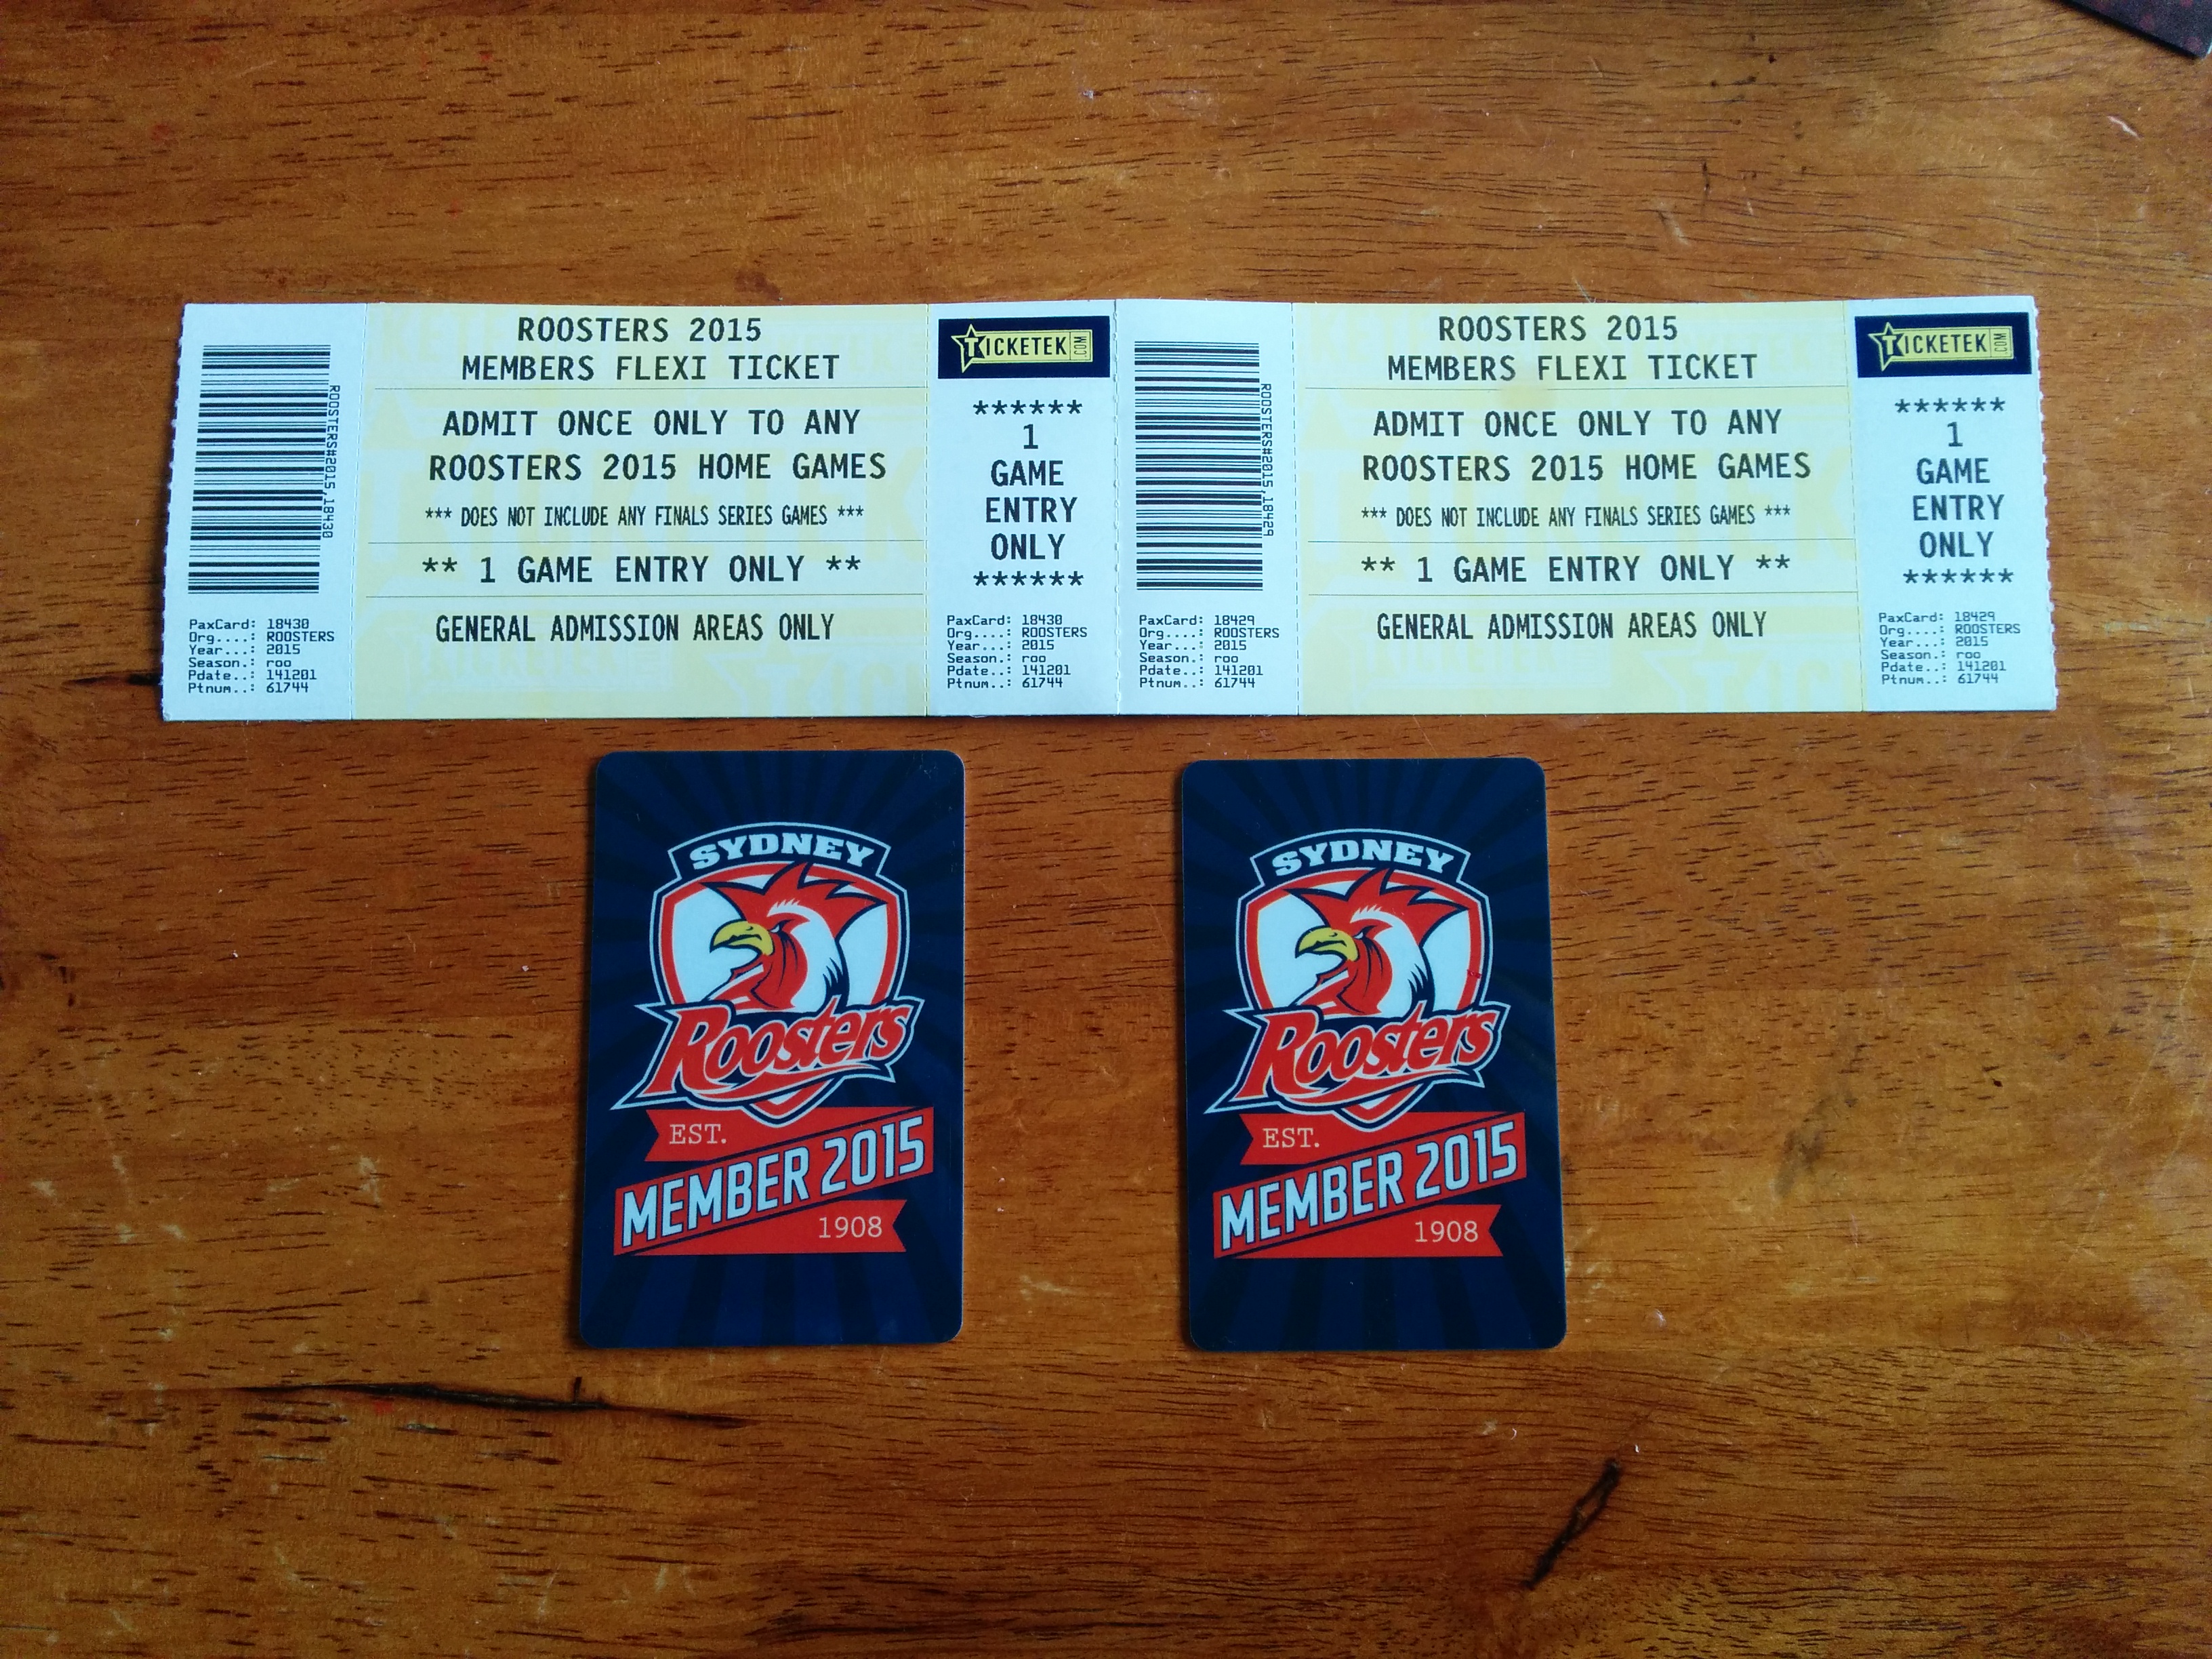 ROOSTERS#2015,18430
PaxCard: 18430
Org....: ROOSTERS
Year...: 2015
Season.: roo
Pdate..: 141201
Ptnum..: 61744
ROOSTERS 2015
MEMBERS FLEXI TICKET
ADMIT ONCE ONLY TO ANY
ROOSTERS 2015 HOME GAMES
*** DOES NOT INCLUDE ANY FINALS SERIES GAMES ***
** 1 GAME ENTRY ONLY **
GENERAL ADMISSION AREAS ONLY
TICKETEK.COM
******
1
GAME
ENTRY
ONLY
******
PaxCard: 18430
Org....: ROOSTERS
Year...: 2015
Season.: roo
Pdate..: 141201
Ptnum..: 61744
ROOSTERS#2015,18429
PaxCard: 18429
Org....: ROOSTERS
Year...: 2015
Season.: roo
Pdate..: 141201
Ptnum..: 61744
ROOSTERS 2015
MEMBERS FLEXI TICKET
ADMIT ONCE ONLY TO ANY
ROOSTERS 2015 HOME GAMES
*** DOES NOT INCLUDE ANY FINALS SERIES GAMES ***
** 1 GAME ENTRY ONLY **
GENERAL ADMISSION AREAS ONLY
TICKETEK.COM
******
1
GAME
ENTRY
ONLY
******
PaxCard: 18429
Org....: ROOSTERS
Year...: 2015
Season.: roo
Pdate..: 141201
Ptnum..: 61744
SYDNEY
Roosters
EST.
MEMBER 2015
1908
SYDNEY
Roosters
EST.
MEMBER 2015
1908